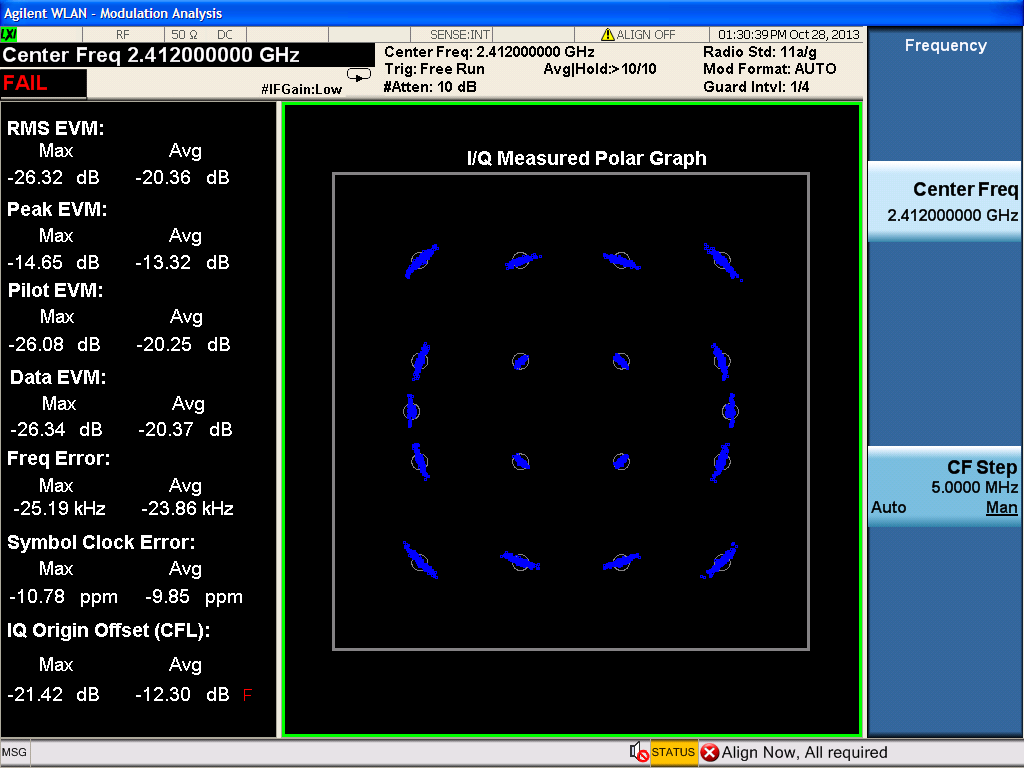 Agilent WLAN - Modulation Analysis
LXI RF 50 Ω DC SENSE:INT ALIGN OFF 01:30:39 PM Oct 28, 2013
Center Freq 2.412000000 GHz
Center Freq: 2.412000000 GHz Radio Std: 11a/g
Trig: Free Run Avg|Hold:>10/10 Mod Format: AUTO
FAIL
#IFGain:Low #Atten: 10 dB Guard Intvl: 1/4
RMS EVM:
Max Avg
-26.32 dB -20.36 dB
Peak EVM:
Max Avg
-14.65 dB -13.32 dB
Pilot EVM:
Max Avg
-26.08 dB -20.25 dB
Data EVM:
Max Avg
-26.34 dB -20.37 dB
Freq Error:
Max Avg
-25.19 kHz -23.86 kHz
Symbol Clock Error:
Max Avg
-10.78 ppm -9.85 ppm
IQ Origin Offset (CFL):
Max Avg
-21.42 dB -12.30 dB F
I/Q Measured Polar Graph
Frequency
Center Freq
2.412000000 GHz
CF Step
5.0000 MHz
Auto Man
MSG STATUS Align Now, All required